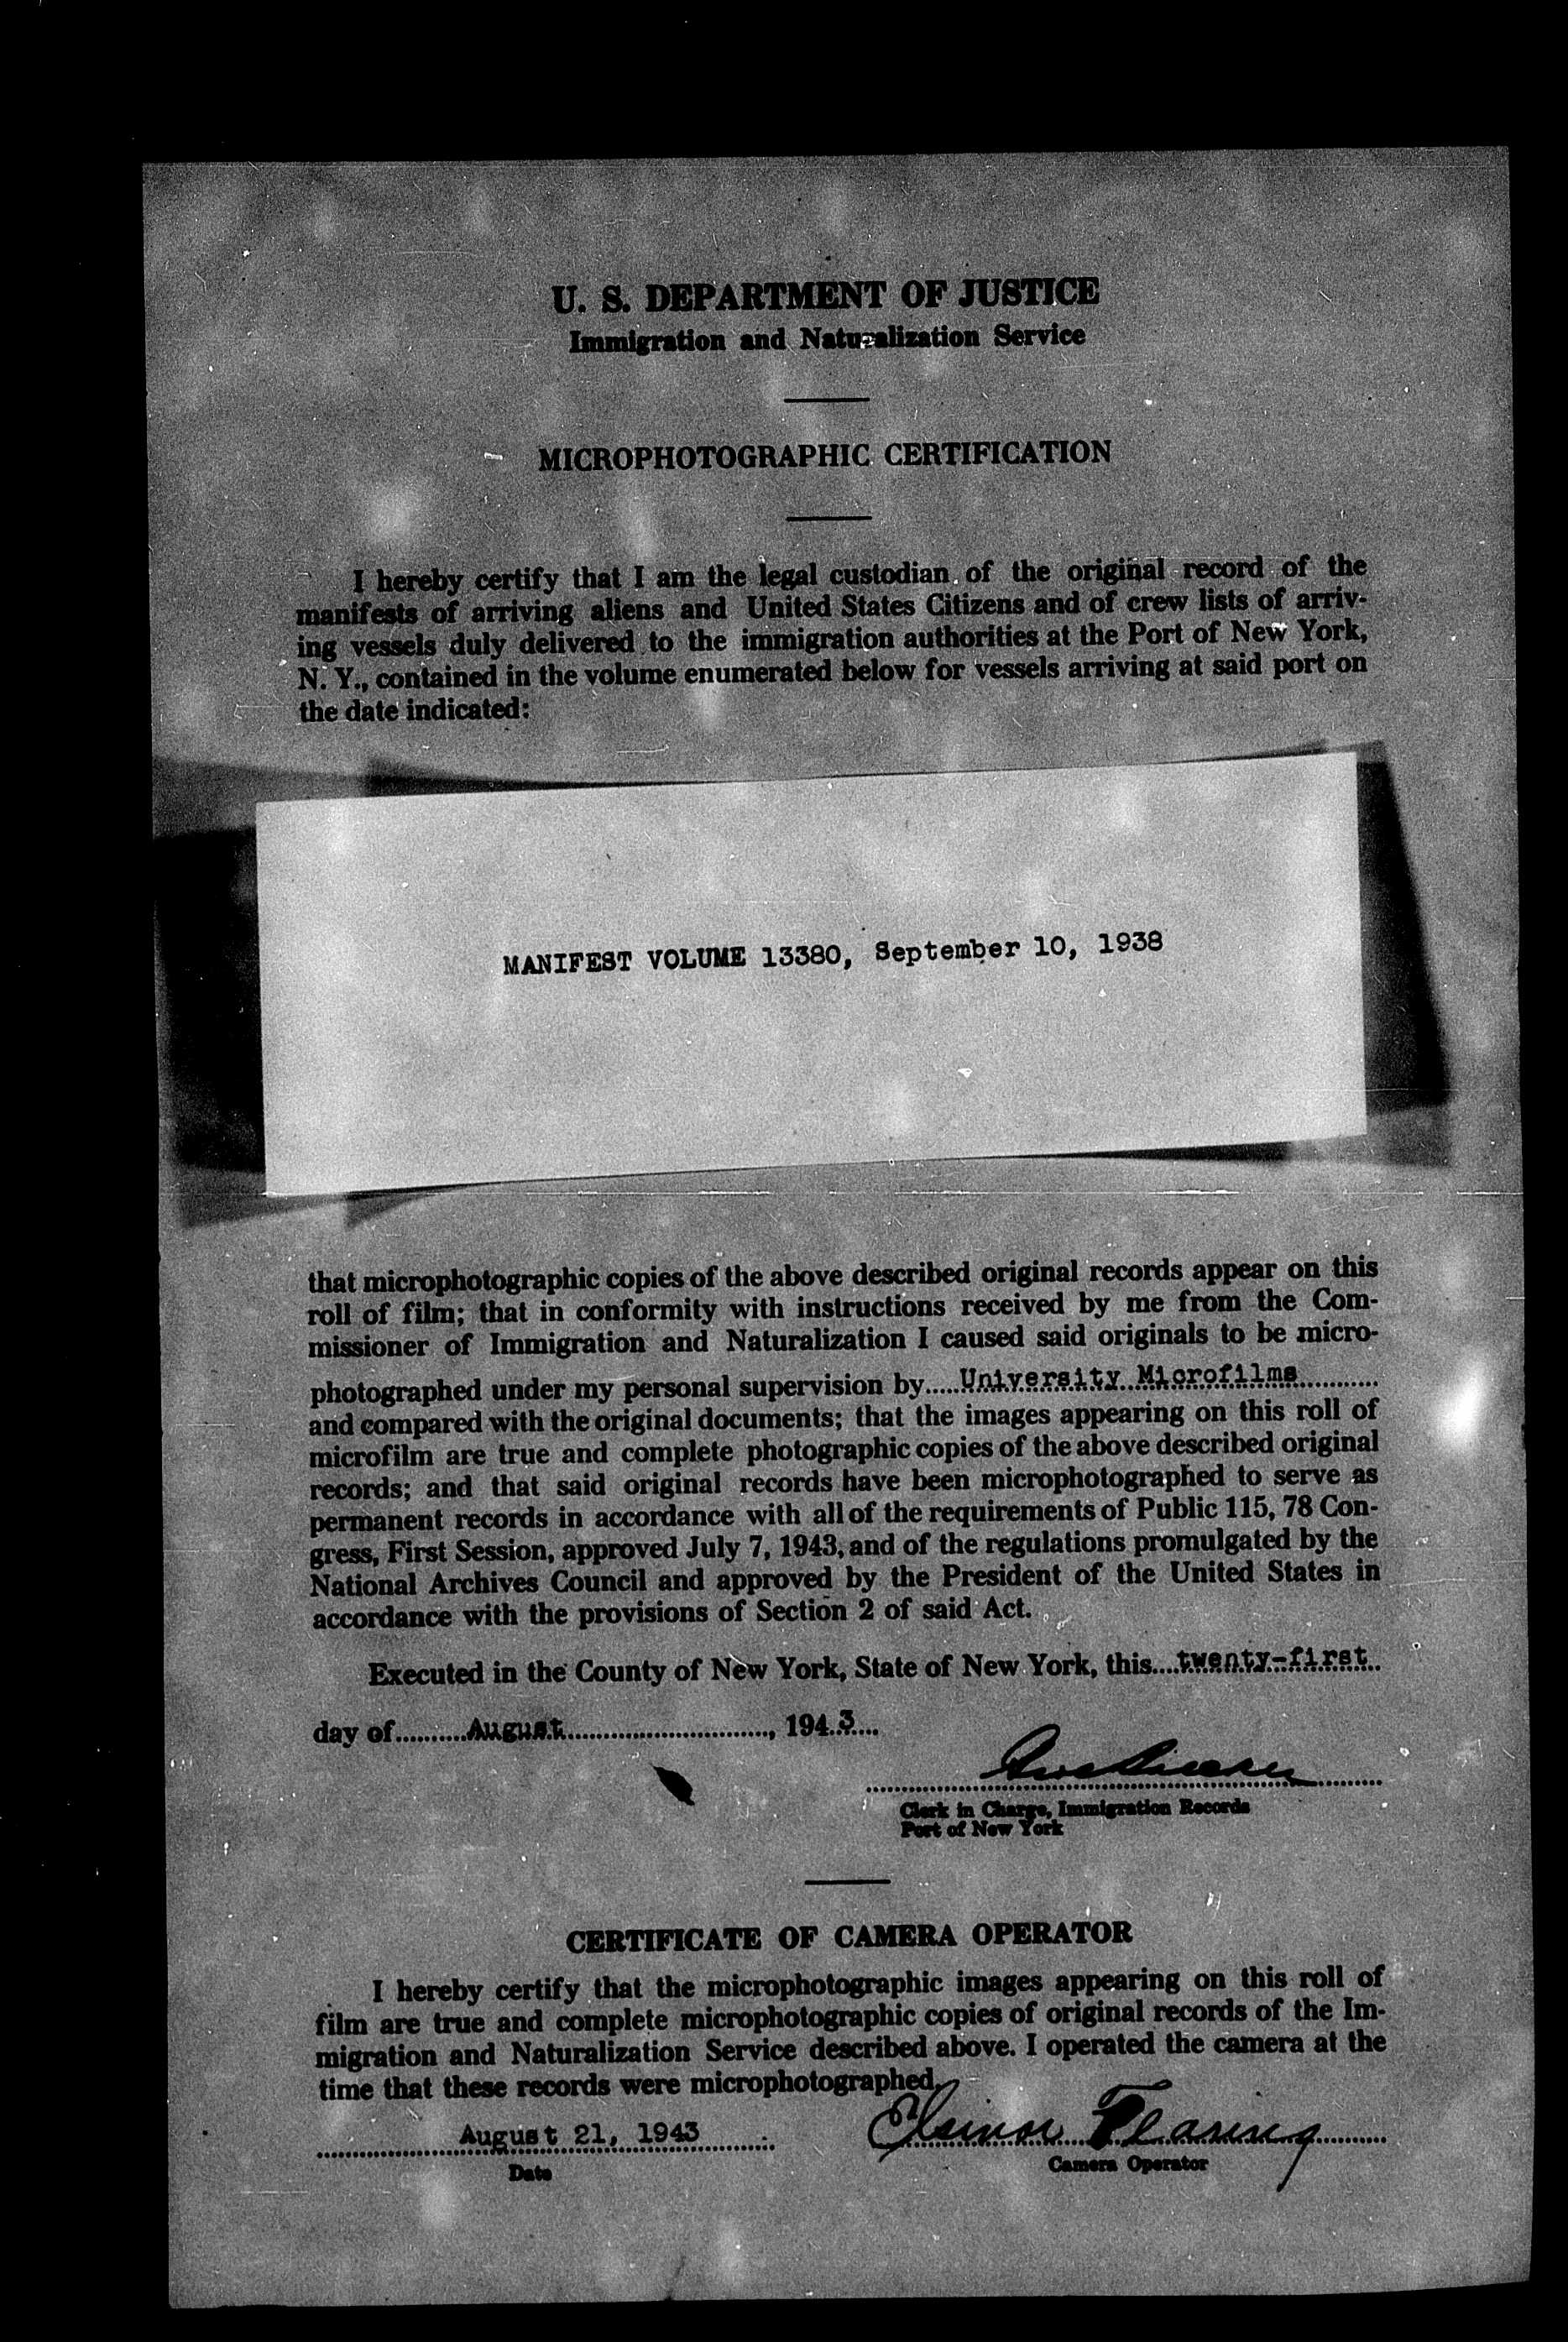 U. S. DEPARTMENT OF JUSTICE
Immigration and Naturalization Service
MICROPHOTOGRAPHIC CERTIFICATION
I hereby certify that I am the legal custodian of the original record of the
manifests of arriving aliens and United States Citizens and of crew lists of arriv-
ing vessels duly delivered to the immigration authorities at the Port of New York,
N. Y., contained in the volume enumerated below for vessels arriving at said port on
the date indicated:
MANIFEST VOLUME 13380, September 10, 1938
that microphotographic copies of the above described original records appear on this
roll of film; that in conformity with instructions received by me from the Com-
missioner of Immigration and Naturalization I caused said originals to be micro-
photographed under my personal supervision by.....University Microfilms............
and compared with the original documents; that the images appearing on this roll of
microfilm are true and complete photographic copies of the above described original
records; and that said original records have been microphotographed to serve as
permanent records in accordance with all of the requirements of Public 115, 78 Con-
gress, First Session, approved July 7, 1943, and of the regulations promulgated by the
National Archives Council and approved by the President of the United States in
accordance with the provisions of Section 2 of said Act.
Executed in the County of New York, State of New York, this....twenty-first..
day of..........August.............................., 194..3....
Clerk in Charge, Immigration Records
Port of New York
CERTIFICATE OF CAMERA OPERATOR
I hereby certify that the microphotographic images appearing on this roll of
film are true and complete microphotographic copies of original records of the Im-
migration and Naturalization Service described above. I operated the camera at the
time that these records were microphotographed.
August 21, 1943
Date
Camera Operator